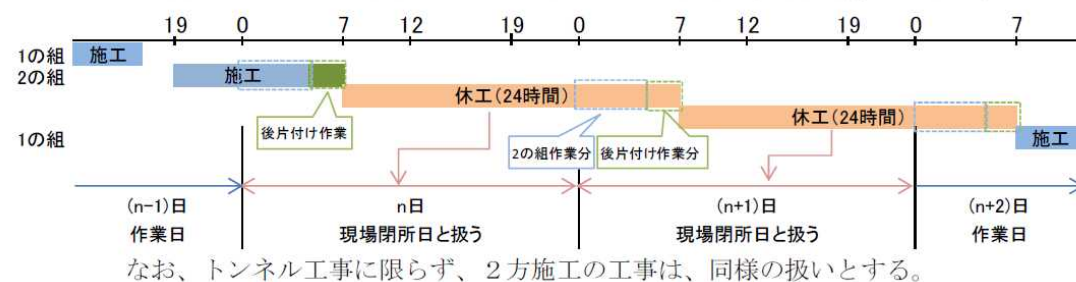 19 0 7 12 19 0 7 12 19 0 7
1の組 施工
2の組 施工
休工(24時間)
後片付け作業 2の組作業分 後片付け作業分
休工(24時間)
1の組 施工
(n-1)日 n日 (n+1)日 (n+2)日
作業日 現場閉所日と扱う 現場閉所日と扱う 作業日
なお、トンネル工事に限らず、２方施工の工事は、同様の扱いとする。